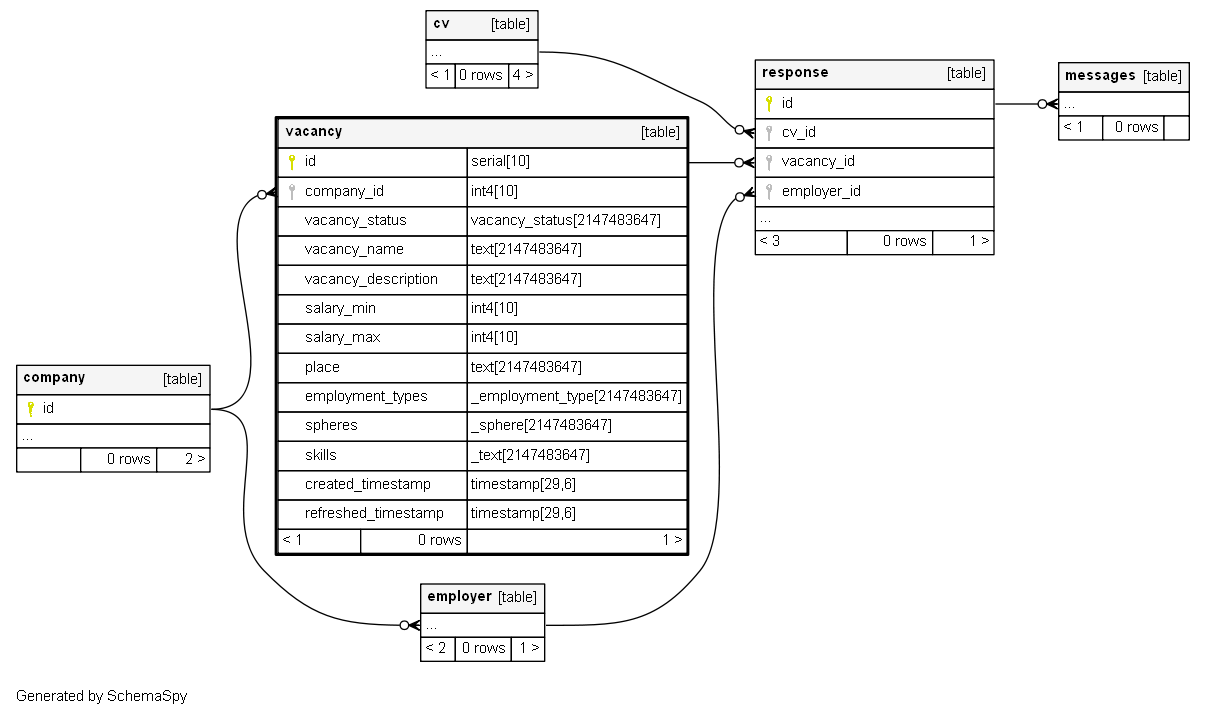 cv [table]
...
< 1 0 rows 4 >
response [table]
id
cv_id
vacancy_id
employer_id
...
< 3 0 rows 1 >
messages [table]
...
< 1 0 rows
vacancy [table]
id serial[10]
company_id int4[10]
vacancy_status vacancy_status[2147483647]
vacancy_name text[2147483647]
vacancy_description text[2147483647]
salary_min int4[10]
salary_max int4[10]
place text[2147483647]
employment_types _employment_type[2147483647]
spheres _sphere[2147483647]
skills _text[2147483647]
created_timestamp timestamp[29,6]
refreshed_timestamp timestamp[29,6]
< 1 0 rows 1 >
company [table]
id
...
0 rows 2 >
employer [table]
...
< 2 0 rows 1 >
Generated by SchemaSpy